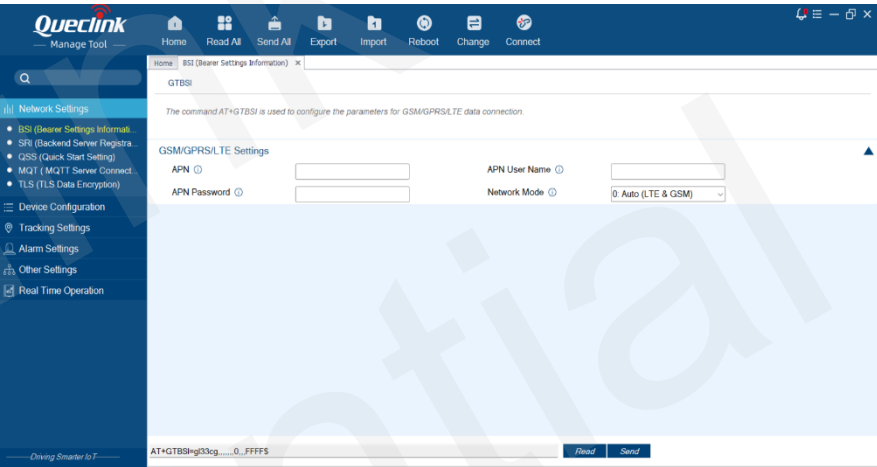 Queclink
Manage Tool
Home Read All Send All Export Import Reboot Change Connect
Home BSI (Bearer Settings Information) ×
GTBSI
The command AT+GTBSI is used to configure the parameters for GSM/GPRS/LTE data connection.
Network Settings
BSI (Bearer Settings Informati...
SRI (Backend Server Registra...
QSS (Quick Start Setting)
MQT ( MQTT Server Connect...
TLS (TLS Data Encryption)
Device Configuration
Tracking Settings
Alarm Settings
Other Settings
Real Time Operation
GSM/GPRS/LTE Settings
APN APN User Name
APN Password Network Mode 0: Auto (LTE & GSM)
Driving Smarter IoT
AT+GTBSI=gl33cg,,,,,,,0,,,FFFF$ Read Send
ntial